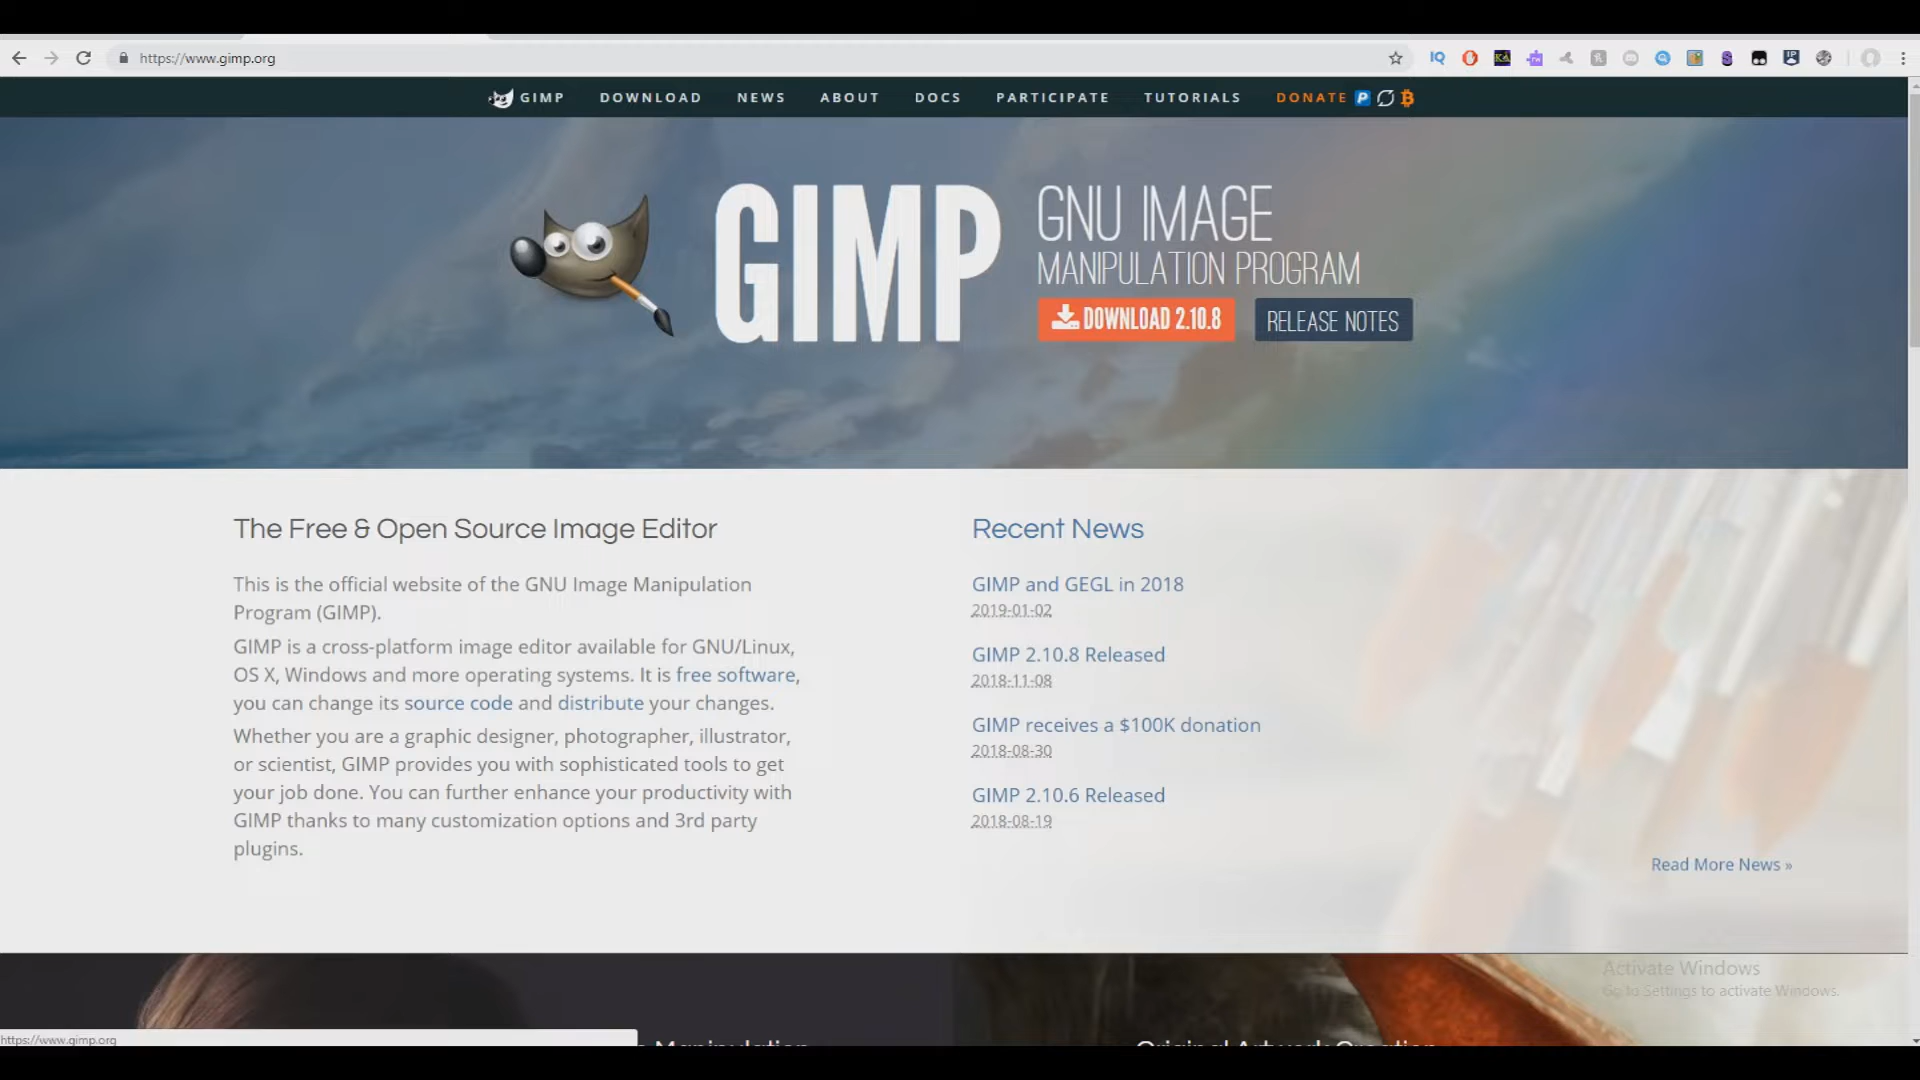 https://www.gimp.org
GIMP DOWNLOAD NEWS ABOUT DOCS PARTICIPATE TUTORIALS DONATE
GIMP
GNU IMAGE
MANIPULATION PROGRAM
DOWNLOAD 2.10.8
RELEASE NOTES
The Free & Open Source Image Editor
This is the official website of the GNU Image Manipulation
Program (GIMP).
GIMP is a cross-platform image editor available for GNU/Linux,
OS X, Windows and more operating systems. It is free software,
you can change its source code and distribute your changes.
Whether you are a graphic designer, photographer, illustrator,
or scientist, GIMP provides you with sophisticated tools to get
your job done. You can further enhance your productivity with
GIMP thanks to many customization options and 3rd party
plugins.
Recent News
GIMP and GEGL in 2018
2019-01-02
GIMP 2.10.8 Released
2018-11-08
GIMP receives a $100K donation
2018-08-30
GIMP 2.10.6 Released
2018-08-19
Read More News »
Activate Windows
Go to Settings to activate Windows.
https://www.gimp.org
Manipulation
Original Artwork Creation